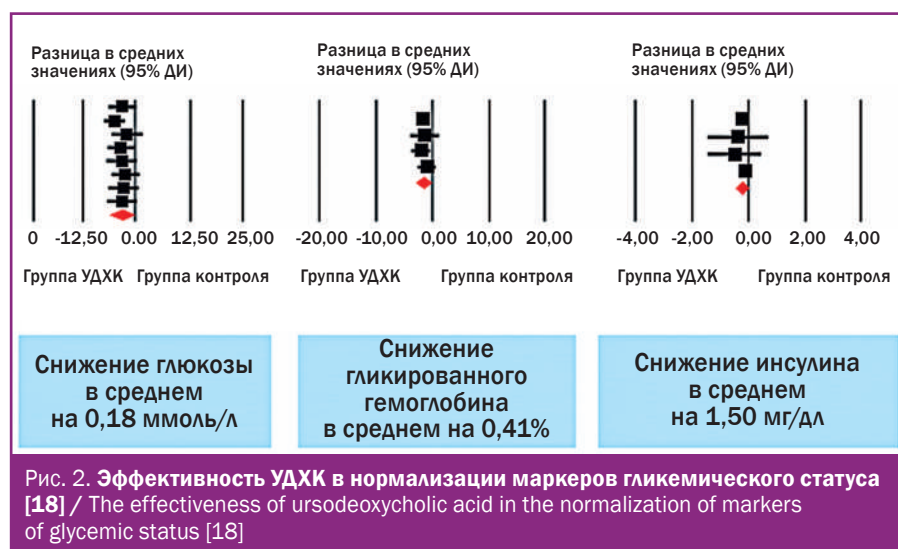 Разница в средних
значениях (95% ДИ)
0 -12,50 0.00 12,50 25,00
Группа УДХК Группа контроля
Снижение глюкозы
в среднем
на 0,18 ммоль/л
Разница в средних
значениях (95% ДИ)
-20,00 -10,00 0,00 10,00 20,00
Группа УДХК Группа контроля
Снижение
гликированного
гемоглобина
в среднем на 0,41%
Разница в средних
значениях (95% ДИ)
-4,00 -2,00 0,00 2,00 4,00
Группа УДХК Группа контроля
Снижение инсулина
в среднем
на 1,50 мг/дл
Рис. 2. Эффективность УДХК в нормализации маркеров гликемического статуса
[18] / The effectiveness of ursodeoxycholic acid in the normalization of markers
of glycemic status [18]